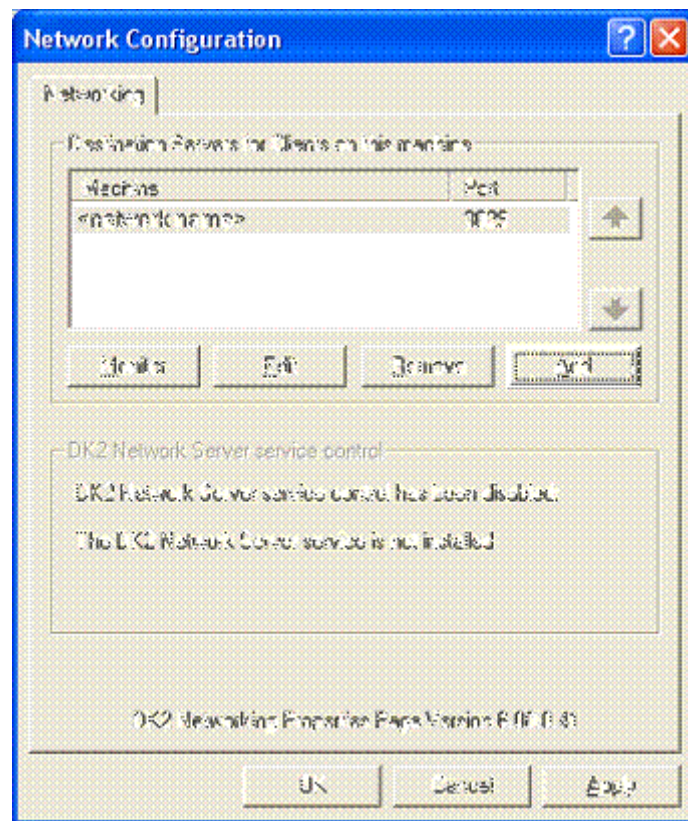 Network Configuration
Networking
Destination Servers for Clients on this machine
Machine Port
<networkname>
Monitor Edit Remove Add
DK2 Network Server service control
DK2 Network Server service control has been disabled.
The DK2 Network Server service is not installed
DK2 Networking Properties Page Version
OK Cancel Apply